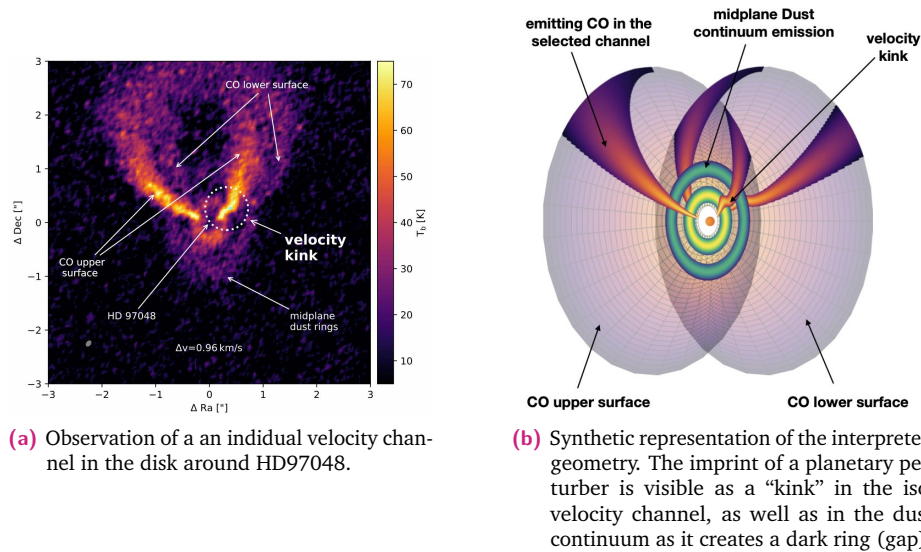 3
2
1
0
−1
−2
−3
Δ Dec ["]
−3
−2
−1
0
1
2
3
Δ Ra ["]
CO lower surface
CO upper
surface
velocity
kink
HD 97048
midplane
dust rings
Δv=0.96 km/s
70
60
50
40
30
20
10
T_b [K]
(a) Observation of a an indidual velocity chan-
nel in the disk around HD97048.
emitting CO in the
selected channel
midplane Dust
continuum emission
velocity
kink
CO upper surface
CO lower surface
(b) Synthetic representation of the interprete
geometry. The imprint of a planetary pe
turber is visible as a “kink” in the iso
velocity channel, as well as in the dus
continuum as it creates a dark ring (gap)